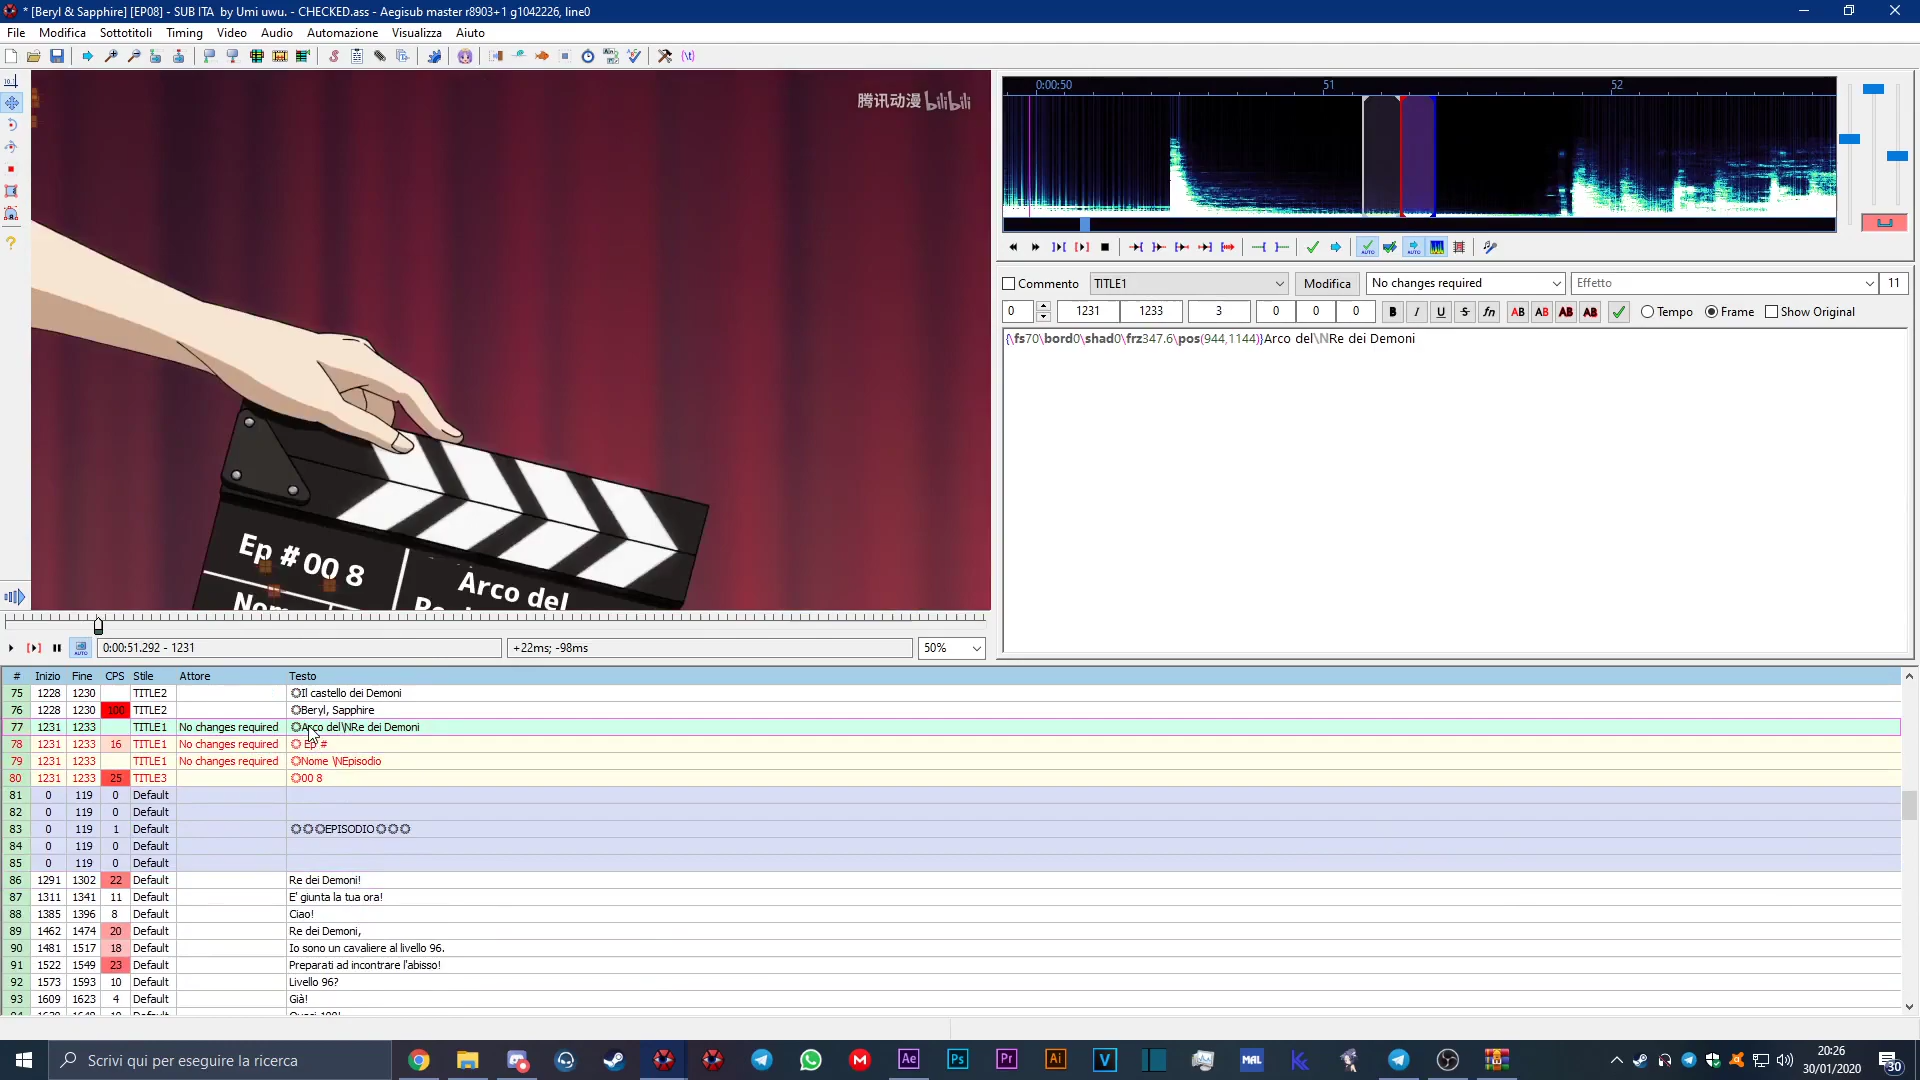 * [Beryl & Sapphire] [EP08] - SUB ITA  by Umi uwu. - CHECKED.ass - Aegisub master r8903+1 g1042226, line0
File Modifica Sottotitoli Timing Video Audio Automazione Visualizza Aiuto
腾讯动漫 bilibili
0:00:50 51 52
Commento TITLE1 Modifica No changes required Effetto 11
0 1231 1233 3 0 0 0 B I U S fn AB AB AB AB Tempo Frame Show Original
{\fs70\bord0\shad0\frz347.6\pos(944,1144)}Arco del\NRe dei Demoni
Ep # 00 8
Arco del
0:00:51.292 - 1231 +22ms; -98ms 50%
# Inizio Fine CPS Stile Attore Testo
75 1228 1230 TITLE2 Il castello dei Demoni
76 1228 1230 100 TITLE2 Beryl, Sapphire
77 1231 1233 TITLE1 No changes required Arco del\NRe dei Demoni
78 1231 1233 16 TITLE1 No changes required Ep #
79 1231 1233 TITLE1 No changes required Nome \NEpisodio
80 1231 1233 25 TITLE3 00 8
81 0 119 0 Default
82 0 119 0 Default
83 0 119 1 Default EPISODIO
84 0 119 0 Default
85 0 119 0 Default
86 1291 1302 22 Default Re dei Demoni!
87 1311 1341 11 Default E' giunta la tua ora!
88 1385 1396 8 Default Ciao!
89 1462 1474 20 Default Re dei Demoni,
90 1481 1517 18 Default Io sono un cavaliere al livello 96.
91 1522 1549 23 Default Preparati ad incontrare l'abisso!
92 1573 1593 10 Default Livello 96?
93 1609 1623 4 Default Già!
Scrivi qui per eseguire la ricerca
Ae Ps Pr Ai V MAL
20:26
30/01/2020
30